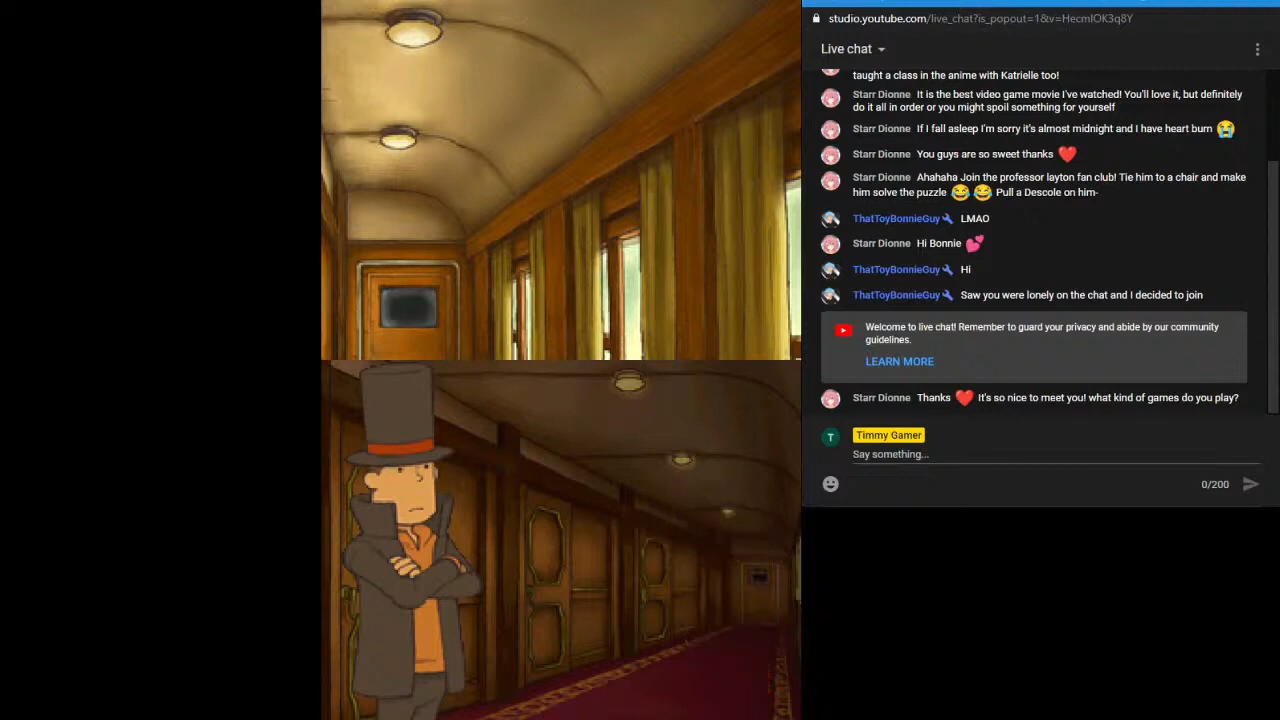 studio.youtube.com/live_chat?is_popout=1&v=HecmlOK3q8Y
Live chat
taught a class in the anime with Katrielle too!
Starr Dionne It is the best video game movie I've watched! You'll love it, but definitely
do it all in order or you might spoil something for yourself
Starr Dionne If I fall asleep I'm sorry it's almost midnight and I have heart burn 😭
Starr Dionne You guys are so sweet thanks ❤️
Starr Dionne Ahahaha Join the professor layton fan club! Tie him to a chair and make
him solve the puzzle 😂 😂 Pull a Descole on him-
ThatToyBonnieGuy LMAO
Starr Dionne Hi Bonnie 💕
ThatToyBonnieGuy Hi
ThatToyBonnieGuy Saw you were lonely on the chat and I decided to join
Welcome to live chat! Remember to guard your privacy and abide by our community
guidelines.
LEARN MORE
Starr Dionne Thanks ❤️ It's so nice to meet you! what kind of games do you play?
T
Timmy Gamer
Say something...
0/200